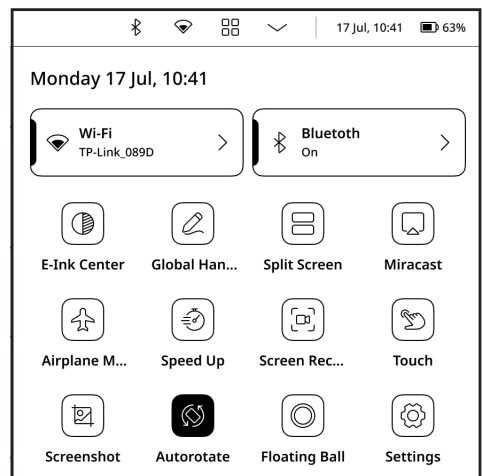 17 Jul, 10:41 63%
Monday 17 Jul, 10:41
Wi-Fi
TP-Link_089D
Bluetoth
On
E-Ink Center Global Han... Split Screen Miracast
Airplane M... Speed Up Screen Rec... Touch
Screenshot Autorotate Floating Ball Settings